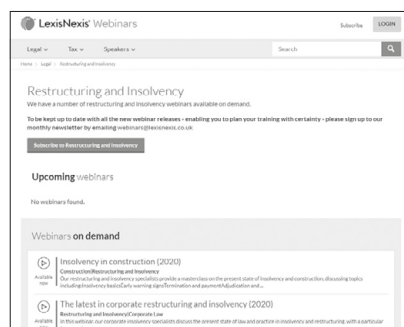 LexisNexis® Webinars
Subscribe
LOGIN
Legal
Tax
Speakers
Search
Home | Legal | Restructuring and Insolvency
Restructuring and Insolvency
We have a number of restructuring and insolvency webinars available on demand.
To be kept up to date with all the new webinar releases - enabling you to plan your training with certainty - please sign up to our
monthly newsletter by emailing webinars@lexisnexis.co.uk
Subscribe to Restructuring and Insolvency
Upcoming webinars
No webinars found.
Webinars on demand
Insolvency in construction (2020)
Construction|Restructuring and Insolvency
Available
now
Our restructuring and insolvency specialists provide a masterclass on the present state of insolvency and construction, discussing topics
including:Insolvency basicsEarly warning signsTermination and paymentAdjudication and...
The latest in corporate restructuring and insolvency (2020)
Restructuring and Insolvency|Corporate Law
Available
In this webinar, our corporate insolvency specialists discuss the present state of law and practice in insolvency and restructuring, with a particular